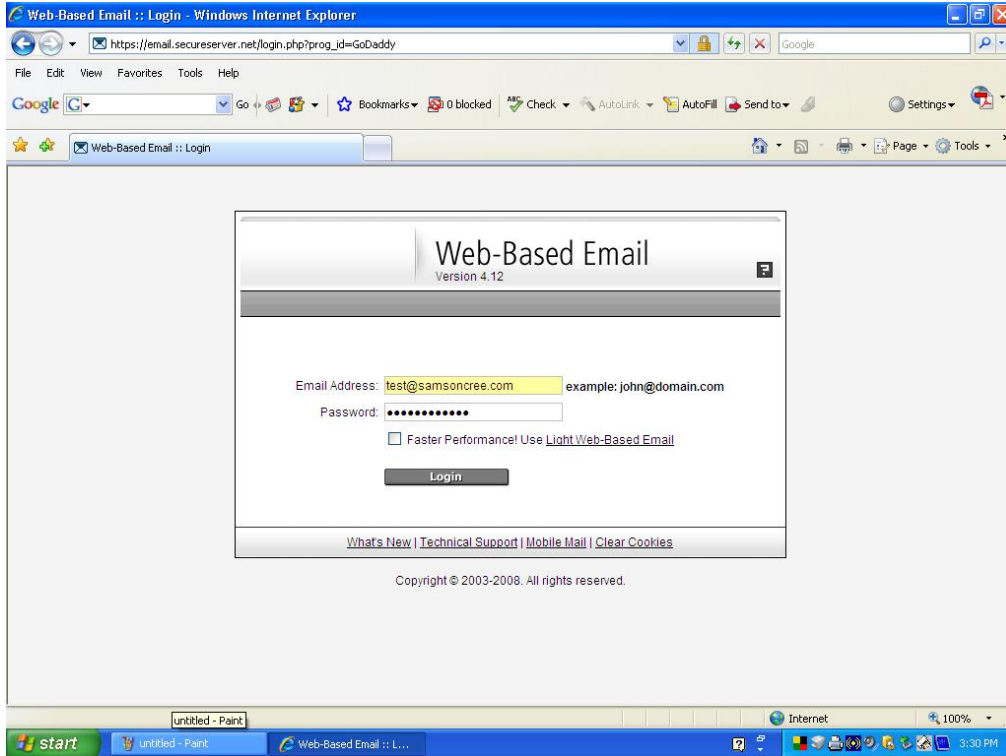 Web-Based Email :: Login - Windows Internet Explorer
https://email.secureserver.net/login.php?prog_id=GoDaddy Google
File Edit View Favorites Tools Help
Google G Go Bookmarks 0 blocked ABC Check AutoLink AutoFill Send to Settings
Web-Based Email :: Login Page Tools
Web-Based Email
Version 4.12
?
Email Address: test@samsoncree.com example: john@domain.com
Password: ••••••••••••
Faster Performance! Use Light Web-Based Email
Login
What's New | Technical Support | Mobile Mail | Clear Cookies
Copyright © 2003-2008. All rights reserved.
untitled - Paint
Internet 100%
start untitled - Paint Web-Based Email :: L... 3:30 PM